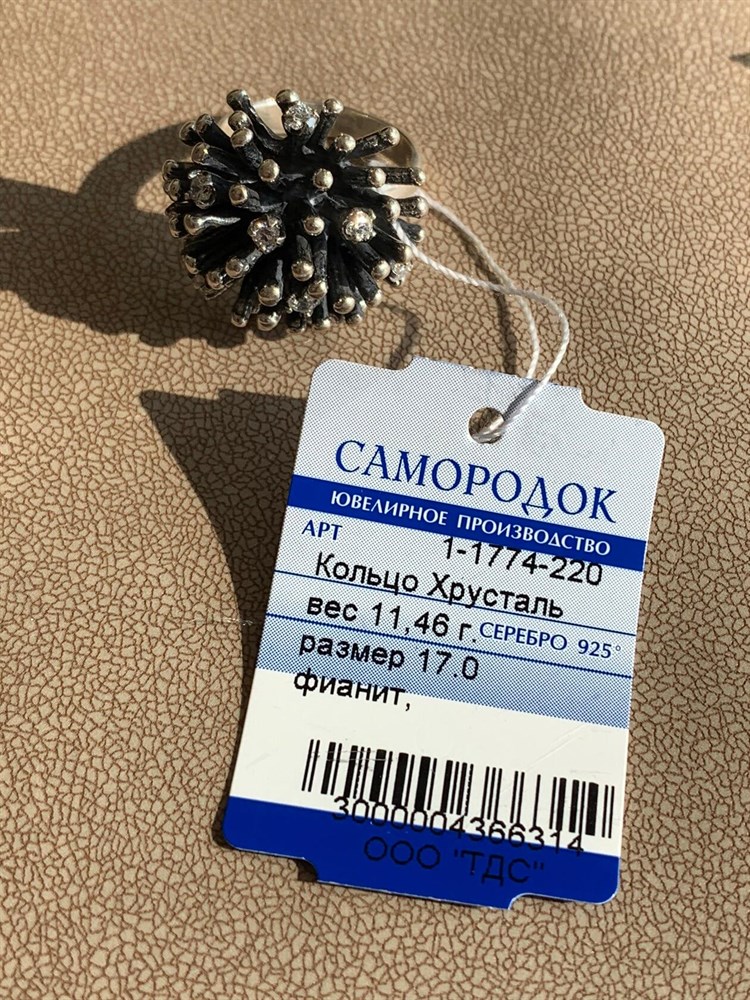 САМОРОДОК
ЮВЕЛИРНОЕ ПРОИЗВОДСТВО
АРТ 1-1774-220
Кольцо Хрусталь
вес 11,46 г. СЕРЕБРО 925°
размер 17.0
фианит,
3000004366314
ООО "ТДС"